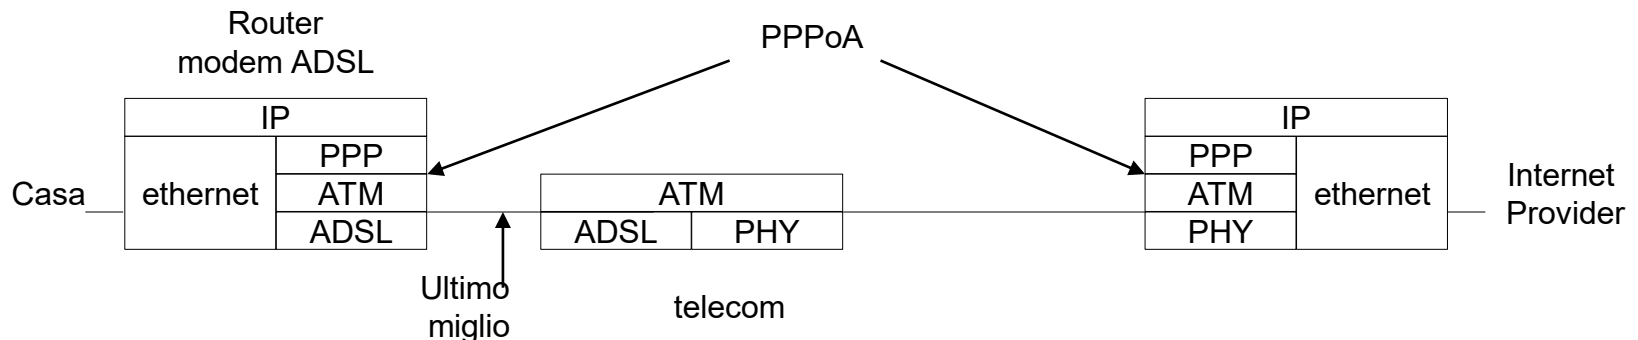 Router
modem ADSL
PPPoA
IP
IP
PPP
PPP
Casa
ethernet
ATM
ATM
ATM
ethernet
Internet
Provider
ADSL
ADSL
PHY
PHY
Ultimo
miglio
telecom